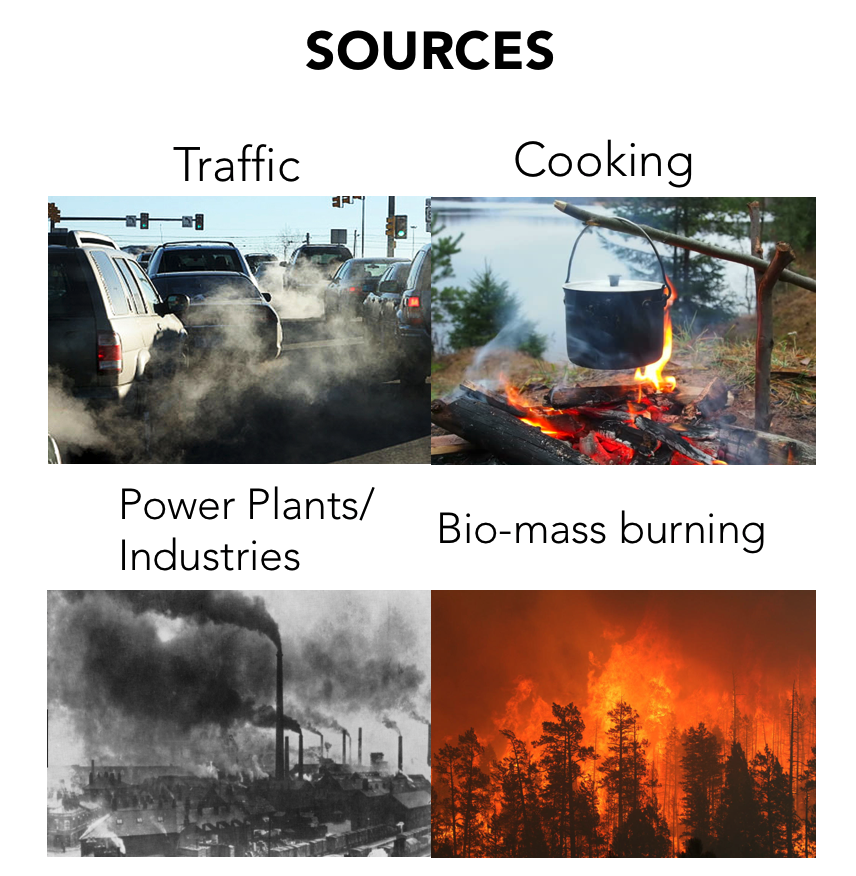 SOURCES
Traffic
Cooking
Power Plants/
Industries
Bio-mass burning